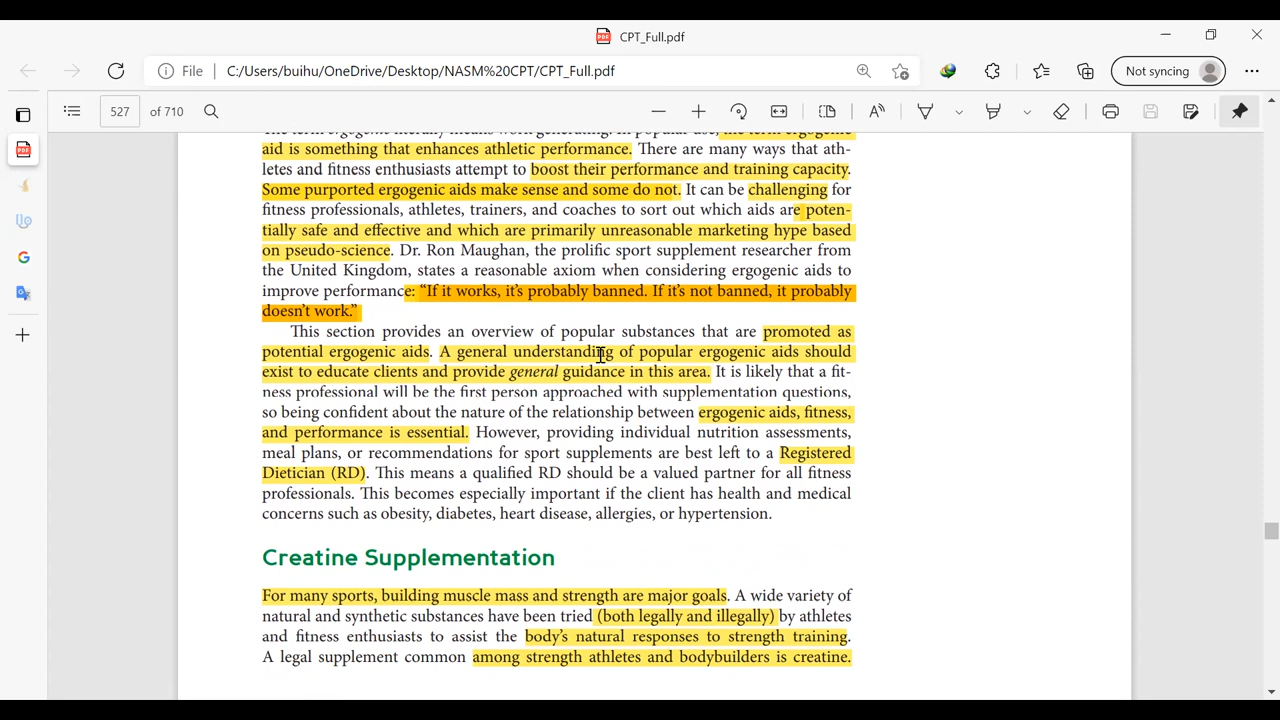 CPT_Full.pdf
File | C:/Users/buihu/OneDrive/Desktop/NASM%20CPT/CPT_Full.pdf
Not syncing
527 of 710
aid is something that enhances athletic performance. There are many ways that ath-
letes and fitness enthusiasts attempt to boost their performance and training capacity.
Some purported ergogenic aids make sense and some do not. It can be challenging for
fitness professionals, athletes, trainers, and coaches to sort out which aids are poten-
tially safe and effective and which are primarily unreasonable marketing hype based
on pseudo-science. Dr. Ron Maughan, the prolific sport supplement researcher from
the United Kingdom, states a reasonable axiom when considering ergogenic aids to
improve performance: “If it works, it’s probably banned. If it’s not banned, it probably
doesn’t work.”
This section provides an overview of popular substances that are promoted as
potential ergogenic aids. A general understanding of popular ergogenic aids should
exist to educate clients and provide general guidance in this area. It is likely that a fit-
ness professional will be the first person approached with supplementation questions,
so being confident about the nature of the relationship between ergogenic aids, fitness,
and performance is essential. However, providing individual nutrition assessments,
meal plans, or recommendations for sport supplements are best left to a Registered
Dietician (RD). This means a qualified RD should be a valued partner for all fitness
professionals. This becomes especially important if the client has health and medical
concerns such as obesity, diabetes, heart disease, allergies, or hypertension.
Creatine Supplementation
For many sports, building muscle mass and strength are major goals. A wide variety of
natural and synthetic substances have been tried (both legally and illegally) by athletes
and fitness enthusiasts to assist the body’s natural responses to strength training.
A legal supplement common among strength athletes and bodybuilders is creatine.